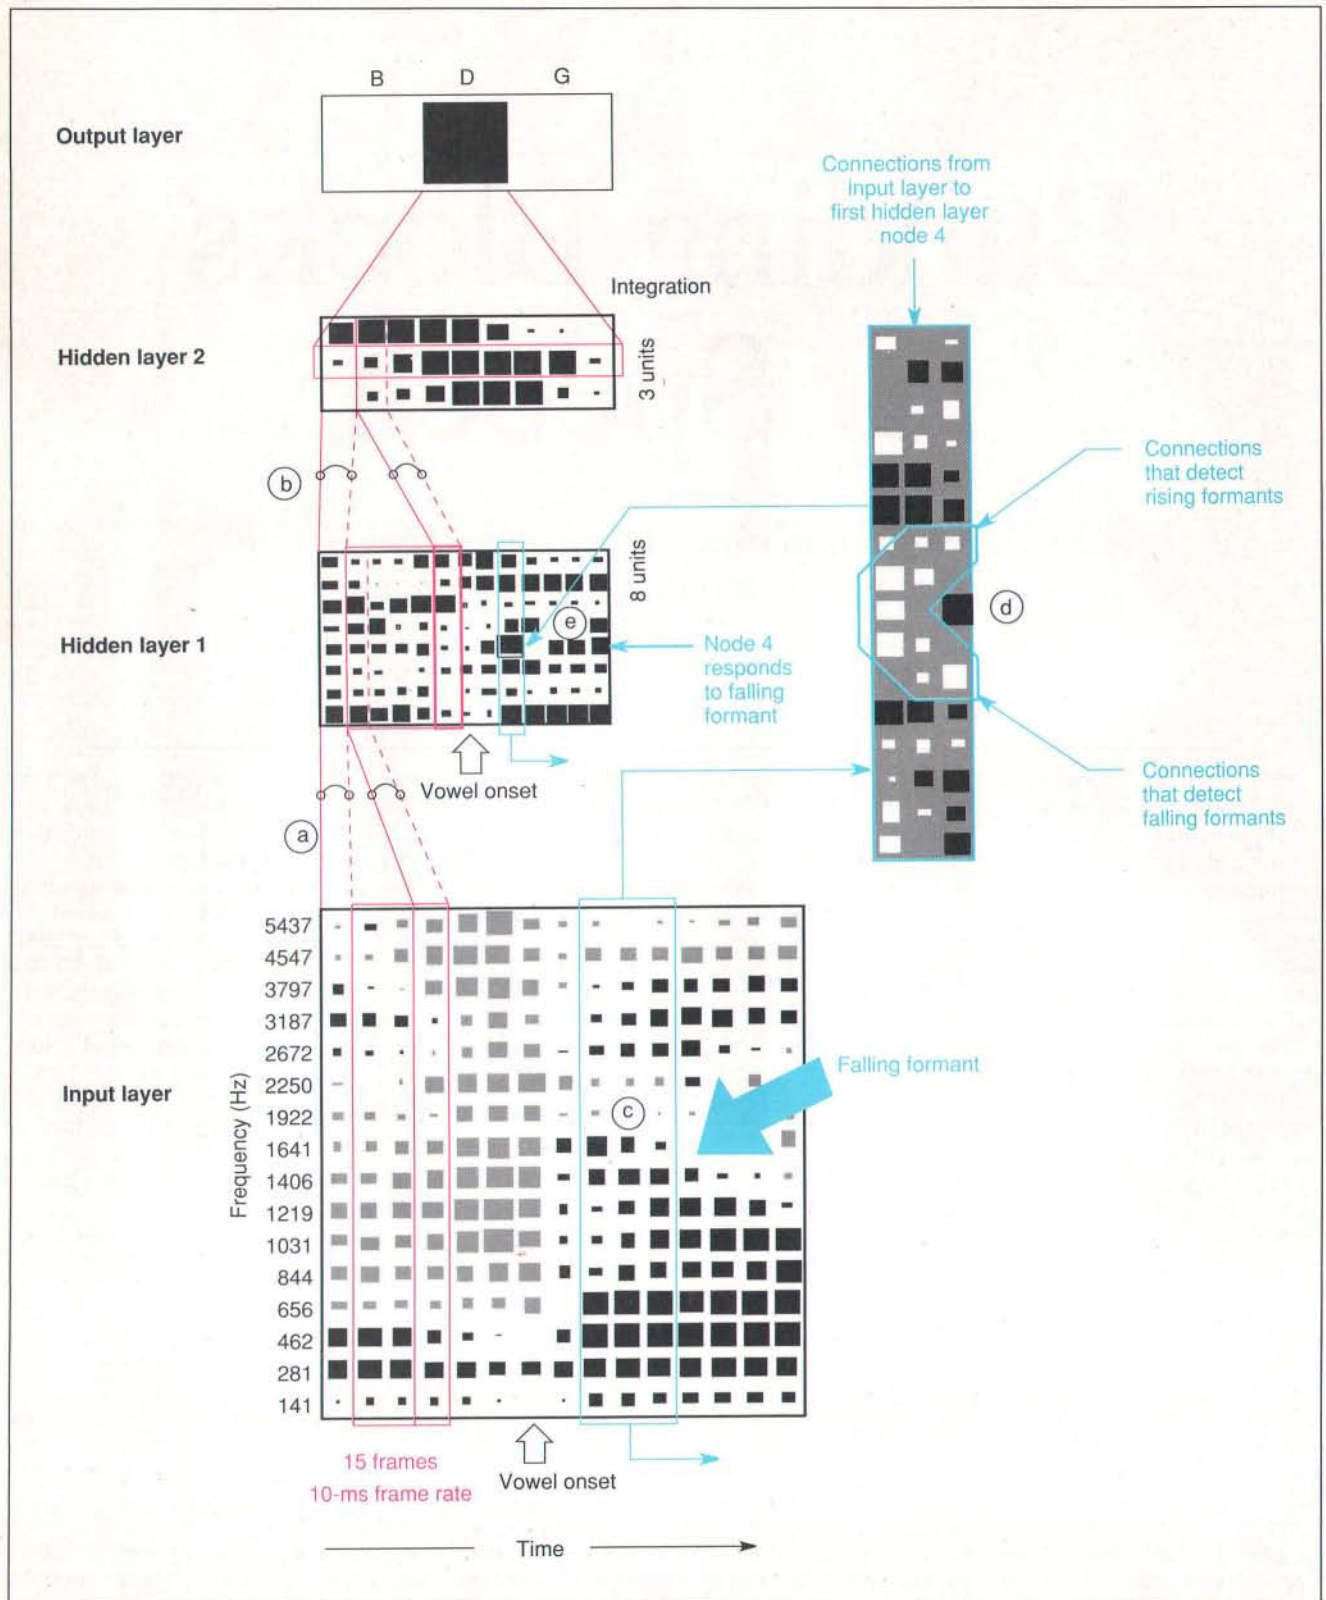 B D G
Output layer
Connections from
input layer to
first hidden layer
node 4
Integration
Hidden layer 2
3 units
Connections
that detect
rising formants
b
8 units
d
e
Hidden layer 1
Node 4
responds
to falling
formant
Vowel onset
Connections
that detect
falling formants
a
Input layer
Frequency (Hz)
5437
4547
3797
3187
2672
2250
1922
1641
1406
1219
1031
844
656
462
281
141
Falling formant
c
15 frames
10-ms frame rate
Vowel onset
Time